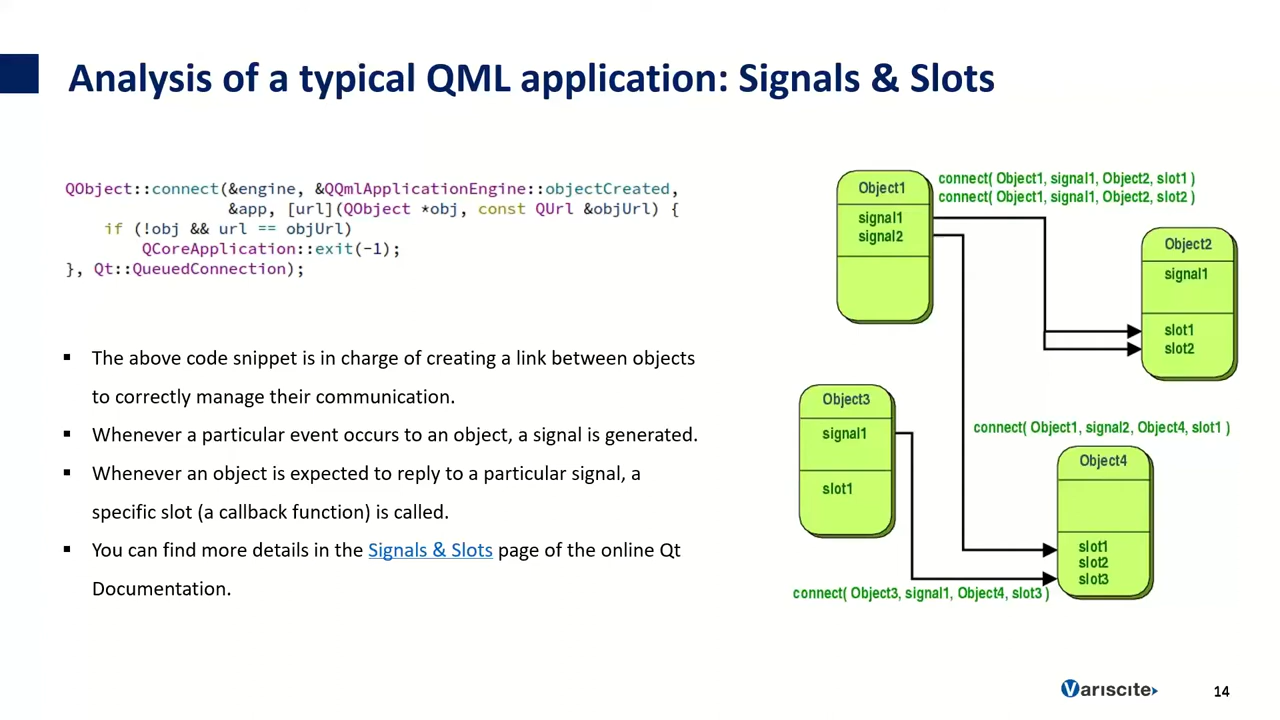 Analysis of a typical QML application: Signals & Slots
QObject::connect(&engine, &QQmlApplicationEngine::objectCreated,
&app, [url](QObject *obj, const QUrl &objUrl) {
if (!obj && url == objUrl)
QCoreApplication::exit(-1);
}, Qt::QueuedConnection);
▪ The above code snippet is in charge of creating a link between objects
to correctly manage their communication.
▪ Whenever a particular event occurs to an object, a signal is generated.
▪ Whenever an object is expected to reply to a particular signal, a
specific slot (a callback function) is called.
▪ You can find more details in the Signals & Slots page of the online Qt
Documentation.
Object1
signal1
signal2
connect( Object1, signal1, Object2, slot1 )
connect( Object1, signal1, Object2, slot2 )
Object2
signal1
slot1
slot2
Object3
signal1
slot1
connect( Object1, signal2, Object4, slot1 )
Object4
slot1
slot2
slot3
connect( Object3, signal1, Object4, slot3 )
Variscite
14